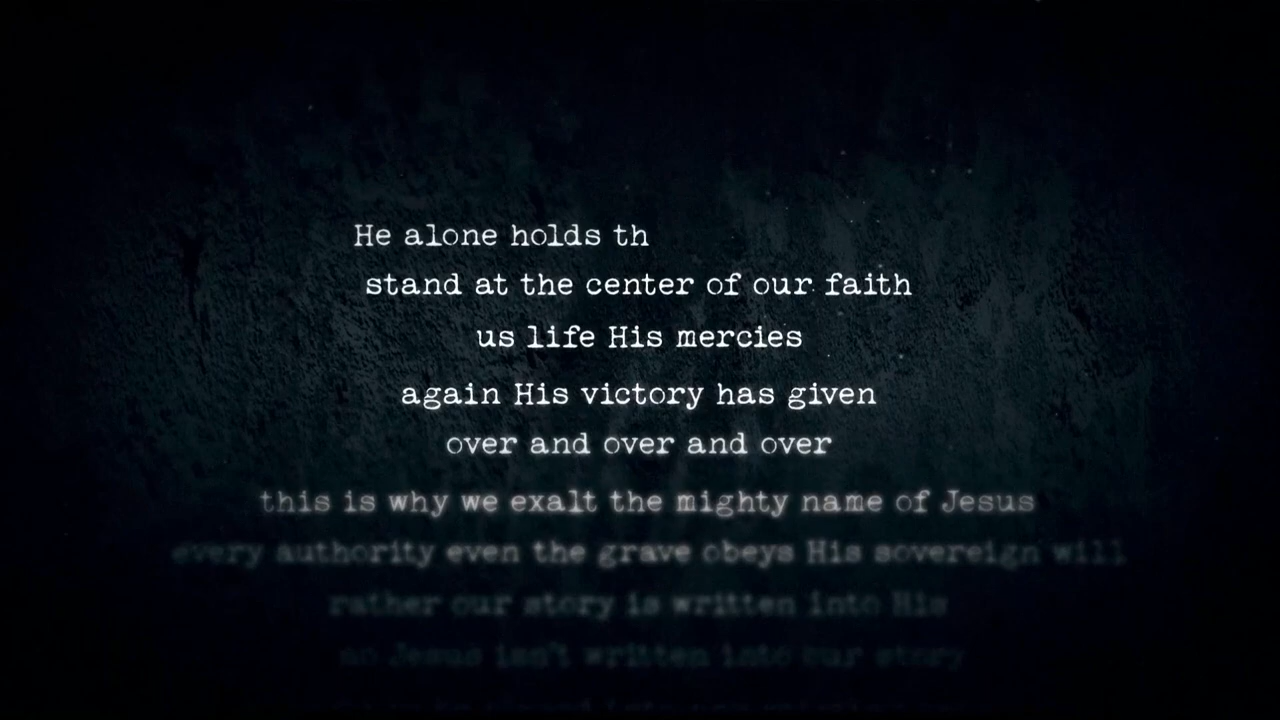 He alone holds th
stand at the center of our faith
us life His mercies
again His victory has given
over and over and over
this is why we exalt the mighty name of Jesus
every authority even the grave obeys His sovereign will
rather our story is written into His
no Jesus isn't written into our story